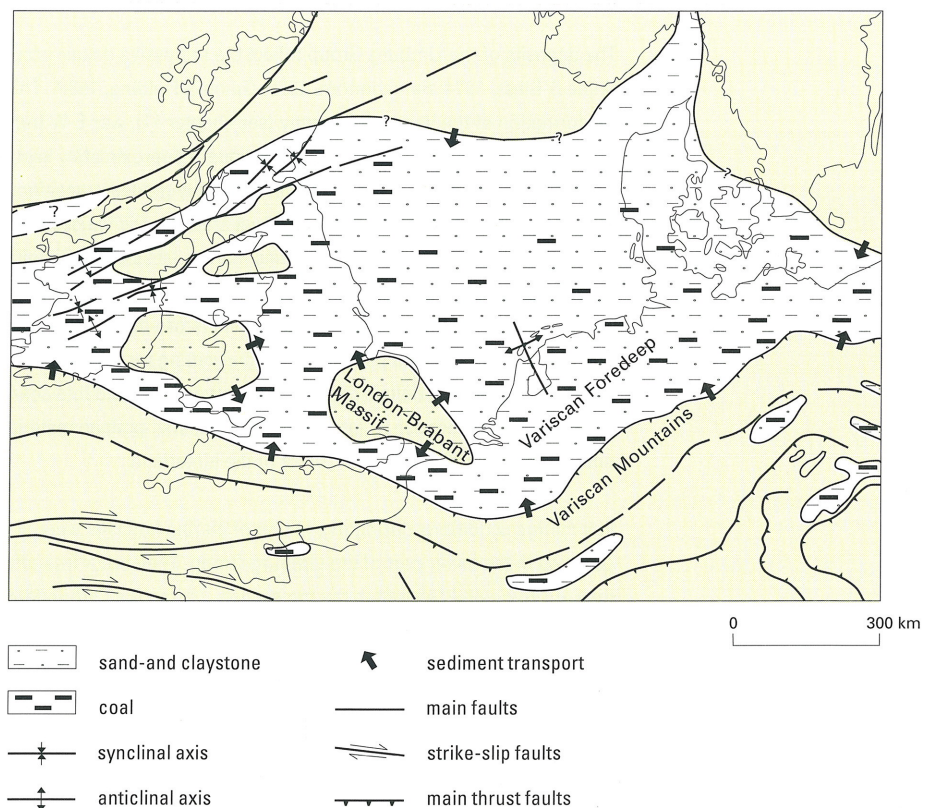 ?
?
?
?
London-Brabant
Massif
Variscan Foredeep
Variscan Mountains
0 300 km
sand-and claystone
sediment transport
coal
main faults
synclinal axis
strike-slip faults
anticlinal axis
main thrust faults